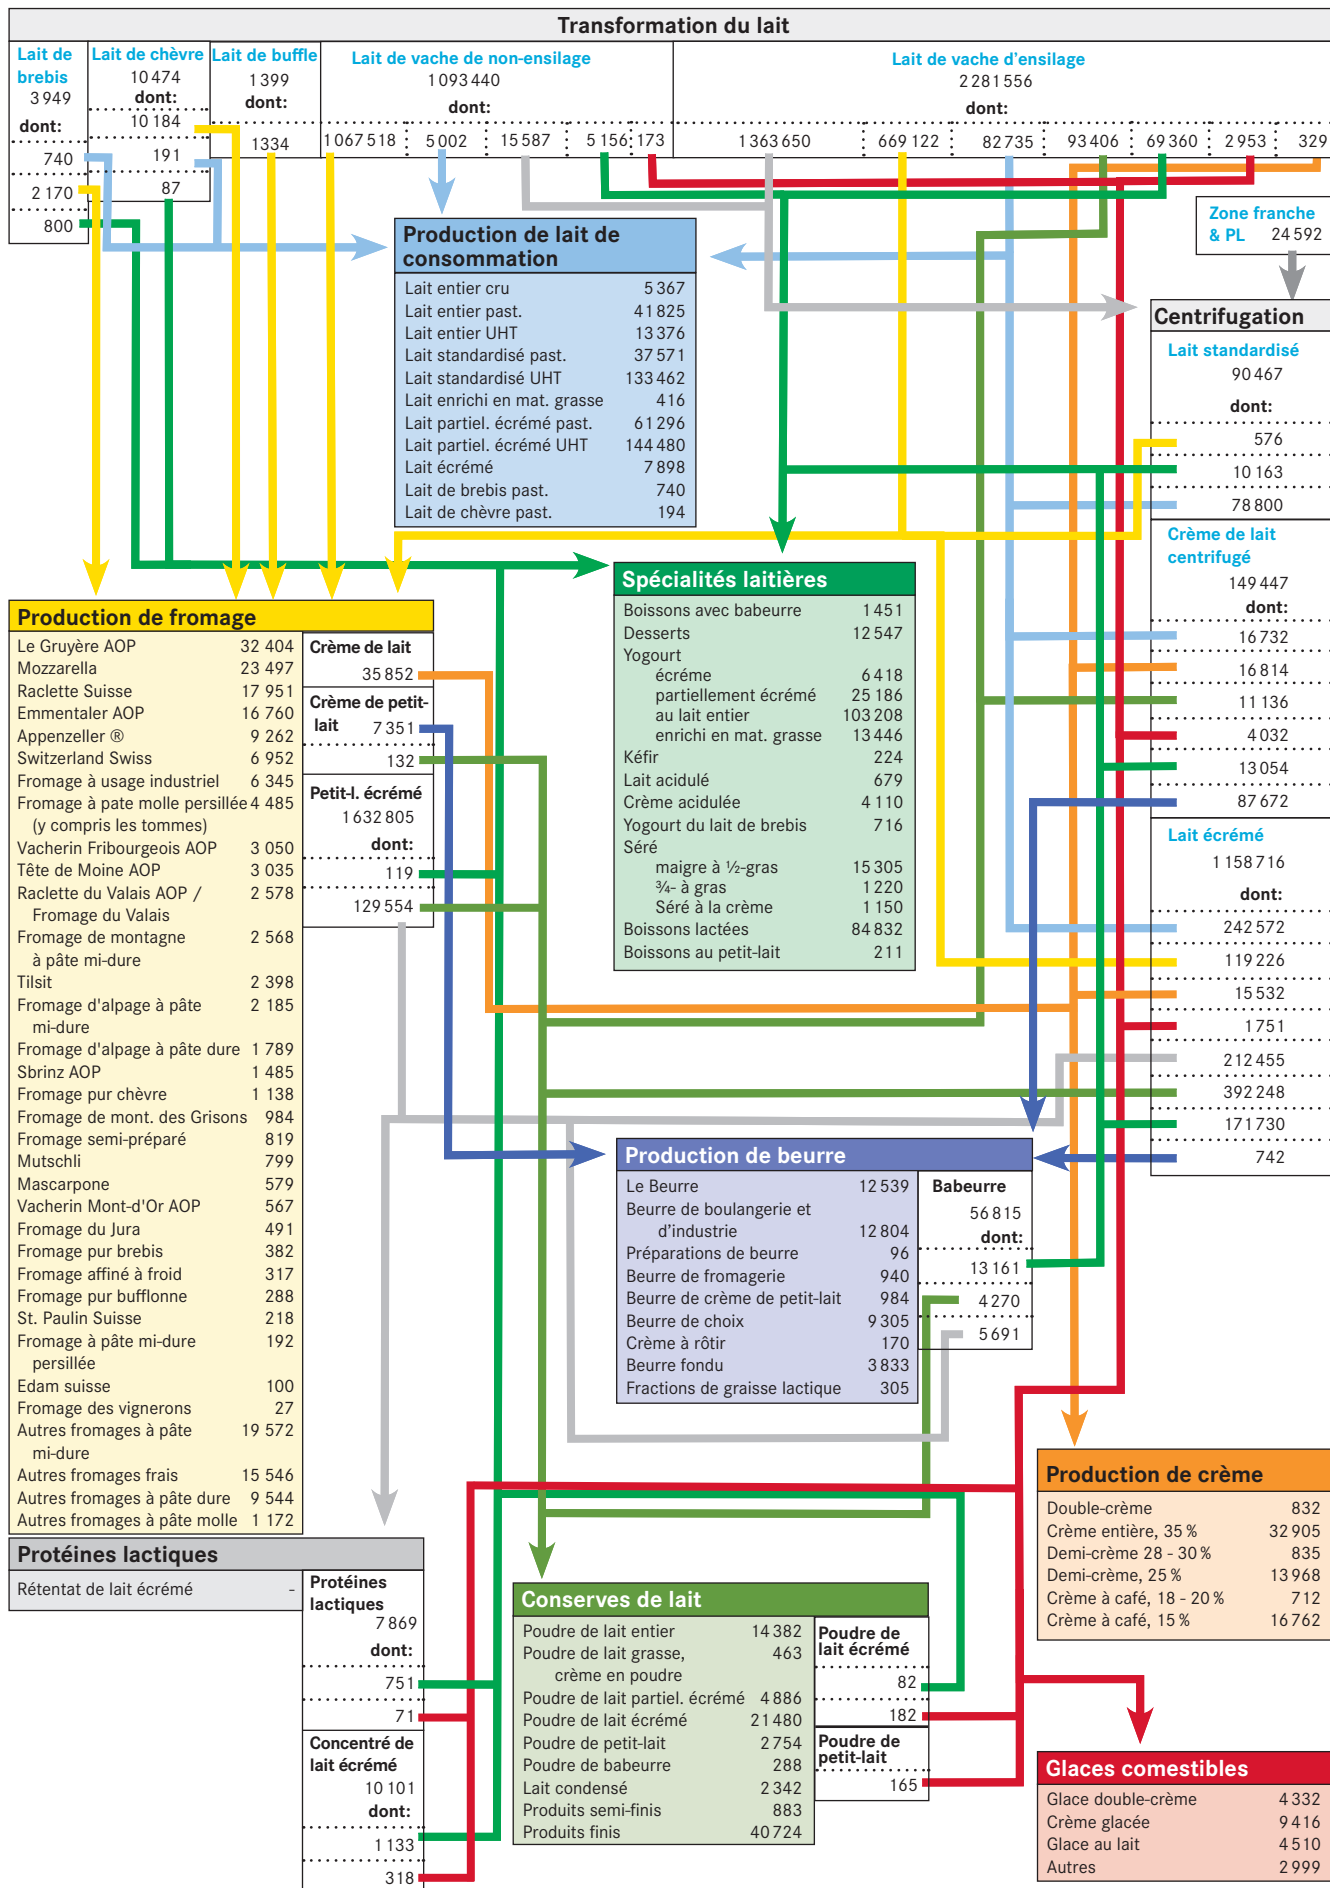 Transformation du lait
Lait de brebis
3 949
dont:
740
2 170
800
Lait de chèvre
10 474
dont:
10 184
191
87
Lait de buffle
1 399
dont:
1334
Lait de vache de non-ensilage
1 093 440
dont:
1 067 518 5 002 15 587 5 156 173
Lait de vache d'ensilage
2 281 556
dont:
1 363 650 669 122 82 735 93 406 69 360 2 953 329
Zone franche
& PL 24 592
Production de lait de
consommation
Lait entier cru 5 367
Lait entier past. 41 825
Lait entier UHT 13 376
Lait standardisé past. 37 571
Lait standardisé UHT 133 462
Lait enrichi en mat. grasse 416
Lait partiel. écrémé past. 61 296
Lait partiel. écrémé UHT 144 480
Lait écrémé 7 898
Lait de brebis past. 740
Lait de chèvre past. 194
Centrifugation
Lait standardisé
90 467
dont:
576
10 163
78 800
Crème de lait
centrifugé
149 447
dont:
16 732
16 814
11 136
4 032
13 054
87 672
Lait écrémé
1 158 716
dont:
242 572
119 226
15 532
1 751
212 455
392 248
171 730
742
Spécialités laitières
Boissons avec babeurre 1 451
Desserts 12 547
Yogourt
écréme 6 418
partiellement écrémé 25 186
au lait entier 103 208
enrichi en mat. grasse 13 446
Kéfir 224
Lait acidulé 679
Crème acidulée 4 110
Yogourt du lait de brebis 716
Séré
maigre à ½-gras 15 305
¾- à gras 1 220
Séré à la crème 1 150
Boissons lactées 84 832
Boissons au petit-lait 211
Production de fromage
Le Gruyère AOP 32 404
Mozzarella 23 497
Raclette Suisse 17 951
Emmentaler AOP 16 760
Appenzeller ® 9 262
Switzerland Swiss 6 952
Fromage à usage industriel 6 345
Fromage à pate molle persillée 4 485
(y compris les tommes)
Vacherin Fribourgeois AOP 3 050
Tête de Moine AOP 3 035
Raclette du Valais AOP / 2 578
Fromage du Valais
Fromage de montagne 2 568
à pâte mi-dure
Tilsit 2 398
Fromage d'alpage à pâte 2 185
mi-dure
Fromage d'alpage à pâte dure 1 789
Sbrinz AOP 1 485
Fromage pur chèvre 1 138
Fromage de mont. des Grisons 984
Fromage semi-préparé 819
Mutschli 799
Mascarpone 579
Vacherin Mont-d'Or AOP 567
Fromage du Jura 491
Fromage pur brebis 382
Fromage affiné à froid 317
Fromage pur bufflonne 288
St. Paulin Suisse 218
Fromage à pâte mi-dure 192
persillée
Edam suisse 100
Fromage des vignerons 27
Autres fromages à pâte 19 572
mi-dure
Autres fromages frais 15 546
Autres fromages à pâte dure 9 544
Autres fromages à pâte molle 1 172
Crème de lait
35 852
Crème de petit-
lait 7 351
132
Petit-l. écrémé
1 632 805
dont:
119
129 554
Production de beurre
Le Beurre 12 539
Beurre de boulangerie et
d'industrie 12 804
Préparations de beurre 96
Beurre de fromagerie 940
Beurre de crème de petit-lait 984
Beurre de choix 9 305
Crème à rôtir 170
Beurre fondu 3 833
Fractions de graisse lactique 305
Babeurre
56 815
dont:
13 161
4 270
5 691
Production de crème
Double-crème 832
Crème entière, 35 % 32 905
Demi-crème 28 - 30 % 835
Demi-crème, 25 % 13 968
Crème à café, 18 - 20 % 712
Crème à café, 15 % 16 762
Protéines lactiques
Rétentat de lait écrémé -
Protéines
lactiques
7 869
dont:
751
71
Concentré de
lait écrémé
10 101
dont:
1 133
318
Conserves de lait
Poudre de lait entier 14 382
Poudre de lait grasse, 463
crème en poudre
Poudre de lait partiel. écrémé 4 886
Poudre de lait écrémé 21 480
Poudre de petit-lait 2 754
Poudre de babeurre 288
Lait condensé 2 342
Produits semi-finis 883
Produits finis 40 724
Poudre de
lait écrémé
82
182
Poudre de
petit-lait
165
Glaces comestibles
Glace double-crème 4 332
Crème glacée 9 416
Glace au lait 4 510
Autres 2 999